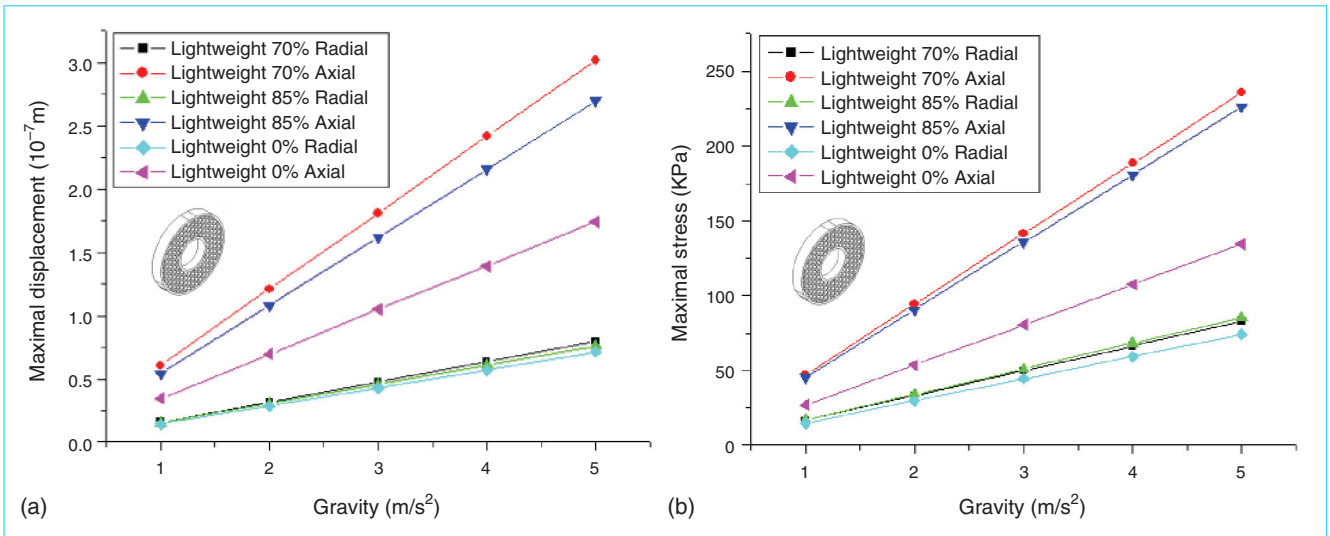 Lightweight 70% Radial
Lightweight 70% Axial
Lightweight 85% Radial
Lightweight 85% Axial
Lightweight 0% Radial
Lightweight 0% Axial
3.0
2.5
2.0
1.5
1.0
0.5
0.0
Maximal displacement (10⁻⁷m)
1 2 3 4 5
Gravity (m/s²)
(a)
Lightweight 70% Radial
Lightweight 70% Axial
Lightweight 85% Radial
Lightweight 85% Axial
Lightweight 0% Radial
Lightweight 0% Axial
250
200
150
100
50
0
Maximal stress (KPa)
1 2 3 4 5
Gravity (m/s²)
(b)